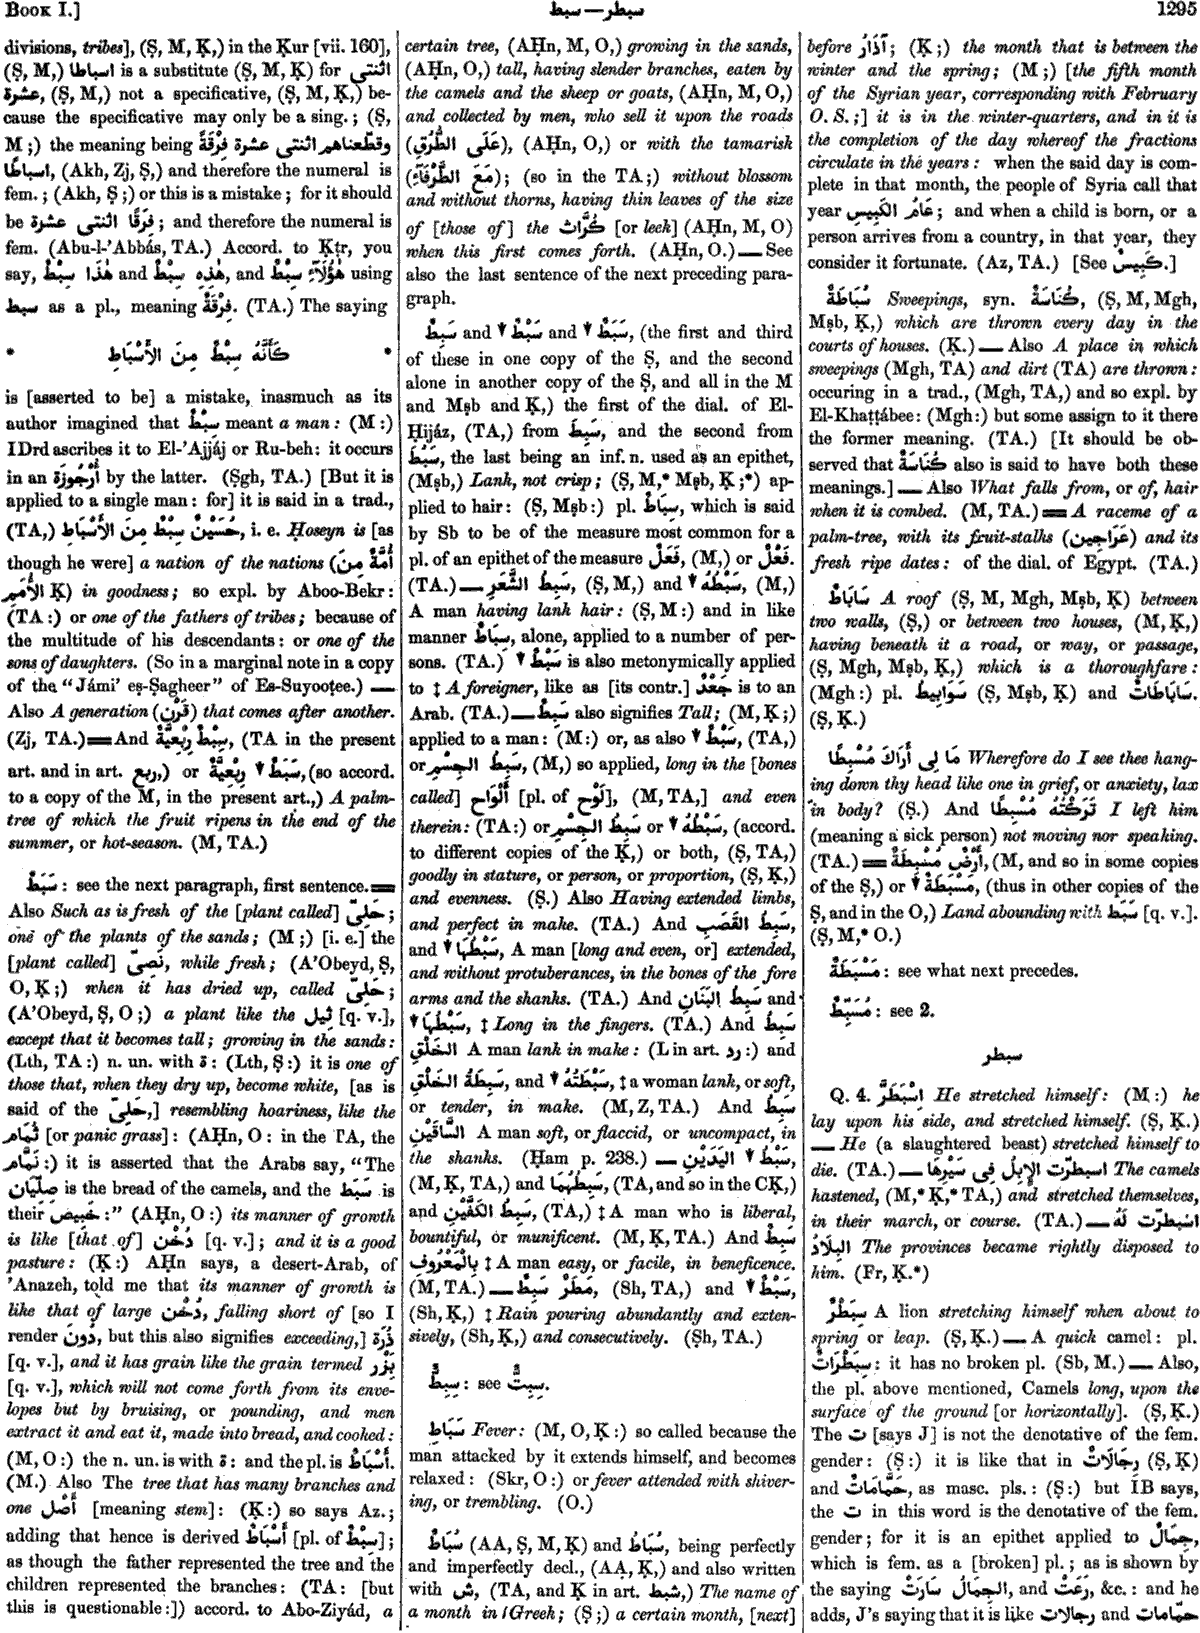 BOOK I.]
سبطر — سبط
1295
divisions, tribes], (Ṣ, M, Ḳ,) in the Ḳur [vii. 160],
(Ṣ, M,) اسباطا is a substitute (Ṣ, M, Ḳ) for اثنتى
عشرة, (Ṣ, M,) not a specificative, (Ṣ, M, Ḳ,) be-
cause the specificative may only be a sing.; (Ṣ,
M;) the meaning being وقطّعناهم اثنتى عشرة فِرْقَةً
اسباطًا, (Akh, Zj, Ṣ,) and therefore the numeral is
fem.; (Akh, Ṣ;) or this is a mistake; for it should
be فِرَقًا اثنتى عشرة; and therefore the numeral is
fem. (Abu-l-'Abbás, TA.) Accord. to Ḳṭr, you
say, هٰذَا سِبْطٌ and هٰذِهِ سِبْطٌ, and هٰؤُلَآءِ سِبْطٌ using
سبط as a pl., meaning فِرْقَةٌ. (TA.) The saying
* كَأَنَّهُ سِبْطٌ مِنَ الأَسْبَاطِ *
is [asserted to be] a mistake, inasmuch as its
author imagined that سِبْطٌ meant a man: (M:)
IDrd ascribes it to El-'Ajjáj or Ru-beh: it occurs
in an أُرْجُوزَة by the latter. (Ṣgh, TA.) [But it is
applied to a single man: for] it is said in a trad.,
(TA,) حُسَيْنٌ سِبْطٌ مِنَ الأَسْبَاطِ, i. e. Ḥoseyn is [as
though he were] a nation of the nations (أُمَّةٌ مِنَ
الأُمَمِ Ḳ) in goodness; so expl. by Aboo-Bekr:
(TA:) or one of the fathers of tribes; because of
the multitude of his descendants: or one of the
sons of daughters. (So in a marginal note in a copy
of the "Jámi' eṣ-Ṣagheer" of Es-Suyooṭee.) —
Also A generation (قَرْن) that comes after another.
(Zj, TA.) ═ And سِبْطٌ رِبْعِيَّةٌ, (TA in the present
art. and in art. ربع,) or ▼ سَبَطٌ رِبْعِيَّةٌ, (so accord.
to a copy of the M, in the present art.,) A palm-
tree of which the fruit ripens in the end of the
summer, or hot-season. (M, TA.)
سَبَطٌ: see the next paragraph, first sentence. ═
Also Such as is fresh of the [plant called] حَلِىّ;
one of the plants of the sands; (M;) [i. e.] the
[plant called] نَصِىّ, while fresh; (A'Obeyd, Ṣ,
O, Ḳ;) when it has dried up, called حَلِىّ;
(A'Obeyd, Ṣ, O;) a plant like the ثِيل [q. v.],
except that it becomes tall; growing in the sands:
(Lth, TA:) n. un. with ة: (Lth, Ṣ:) it is one of
those that, when they dry up, become white, [as is
said of the حَلِىّ,] resembling hoariness, like the
ثُمَام [or panic grass]: (AḤn, O: in the TA, the
ثُمَّام:) it is asserted that the Arabs say, "The
صِلِّيَان is the bread of the camels, and the سَبَط is
their خَبِيص:" (AḤn, O:) its manner of growth
is like [that of] دُخْن [q. v.]; and it is a good
pasture: (Ḳ:) AḤn says, a desert-Arab, of
'Anazeh, told me that its manner of growth is
like that of large دُخْن, falling short of [so I
render دُونَ, but this also signifies exceeding,] ذُرَة
[q. v.], and it has grain like the grain termed بَزْر
[q. v.], which will not come forth from its enve-
lopes but by bruising, or pounding, and men
extract it and eat it, made into bread, and cooked:
(M, O:) the n. un. is with ة: and the pl. is أَسْبَاطٌ.
(M.) Also The tree that has many branches and
one أَصْل [meaning stem]: (Ḳ:) so says Az.;
adding that hence is derived أَسْبَاطٌ [pl. of سِبْطٌ];
as though the father represented the tree and the
children represented the branches: (TA: [but
this is questionable:]) accord. to Abo-Ziyád, a
certain tree, (AḤn, M, O,) growing in the sands,
(AḤn, O,) tall, having slender branches, eaten by
the camels and the sheep or goats, (AḤn, M, O,)
and collected by men, who sell it upon the roads
(عَلَى الطُّرُقِ), (AḤn, O,) or with the tamarisk
(مَعَ الطَّرْفَآءِ); (so in the TA;) without blossom
and without thorns, having thin leaves of the size
of [those of] the كُرَّاث [or leek] (AḤn, M, O)
when this first comes forth. (AḤn, O.) — See
also the last sentence of the next preceding para-
graph.
سَبِطٌ and ▼ سَبْطٌ and ▼ سَبَطٌ, (the first and third
of these in one copy of the Ṣ, and the second
alone in another copy of the Ṣ, and all in the M
and Mṣb and Ḳ,) the first of the dial. of El-
Ḥijáz, (TA,) from سَبِطَ, and the second from
سَبُطَ, the last being an inf. n. used as an epithet,
(Mṣb,) Lank, not crisp; (Ṣ, M,* Mṣb, Ḳ;*) ap-
plied to hair: (Ṣ, Mṣb:) pl. سِبَاطٌ, which is said
by Sb to be of the measure most common for a
pl. of an epithet of the measure فَعَلٌ, (M,) or فَعْلٌ.
(TA.) — سَبِطُ الشَّعَرِ, (Ṣ, M,) and ▼ سَبْطُهُ, (M,)
A man having lank hair: (Ṣ, M:) and in like
manner سِبَاطٌ, alone, applied to a number of per-
sons. (TA.) ▼ سَبْطٌ is also metonymically applied
to ‡ A foreigner, like as [its contr.] جَعْدٌ is to an
Arab. (TA.) — سَبِطٌ also signifies Tall; (M, Ḳ;)
applied to a man: (M:) or, as also ▼ سَبْطٌ, (TA,)
or سَبِطُ الجِسْمِ, (M,) so applied, long in the [bones
called] أَلْوَاح [pl. of لَوْح], (M, TA,] and even
therein: (TA:) or سَبِطُ الجِسْمِ or ▼ سَبْطُهُ, (accord.
to different copies of the Ḳ,) or both, (Ṣ, TA,)
goodly in stature, or person, or proportion, (Ṣ, Ḳ,)
and evenness. (Ṣ.) Also Having extended limbs,
and perfect in make. (TA.) And سَبِطُ القَصَبِ,
and ▼ سَبْطُهَا, A man [long and even, or] extended,
and without protuberances, in the bones of the fore
arms and the shanks. (TA.) And سَبِطُ البَنَانِ and
▼ سَبْطُهَا, ‡ Long in the fingers. (TA.) And سَبِطُ
الخَلْقِ A man lank in make: (L in art. رد:) and
سَبِطَةُ الخَلْقِ, and ▼ سَبْطَتُهُ, ‡ a woman lank, or soft,
or tender, in make. (M, Z, TA.) And سَبِطُ
السَّاقَيْنِ A man soft, or flaccid, or uncompact, in
the shanks. (Ḥam p. 238.) — ▼ سَبْطُ اليَدَيْنِ,
(M, Ḳ, TA,) and سَبِطُهُمَا, (TA, and so in the CḲ,)
and سَبِطُ الكَفَّيْنِ, (TA,) ‡ A man who is liberal,
bountiful, or munificent. (M, Ḳ, TA.) And سَبِطٌ
بِالْمَعْرُوفِ ‡ A man easy, or facile, in beneficence.
(M, TA.) — مَطَرٌ سَبِطٌ, (Sh, TA,) and ▼ سَبْطٌ,
(Sh, Ḳ,) ‡ Rain pouring abundantly and exten-
sively, (Sh, Ḳ,) and consecutively. (Sh, TA.)
سِبِطٌّ: see سِبِتٌّ.
سَبَاطِ Fever: (M, O, Ḳ:) so called because the
man attacked by it extends himself, and becomes
relaxed: (Skr, O:) or fever attended with shiver-
ing, or trembling. (O.)
سُبَاطٌ (AA, Ṣ, M, Ḳ) and سُبَاطُ, being perfectly
and imperfectly decl., (AA, Ḳ,) and also written
with ش, (TA, and Ḳ in art. شبط,) The name of
a month in Greek; (Ṣ;) a certain month, [next]
before آذَارُ; (Ḳ;) the month that is between the
winter and the spring; (M;) [the fifth month
of the Syrian year, corresponding with February
O. S.;] it is in the winter-quarters, and in it is
the completion of the day whereof the fractions
circulate in the years: when the said day is com-
plete in that month, the people of Syria call that
year عَامُ الكَبِيسِ; and when a child is born, or a
person arrives from a country, in that year, they
consider it fortunate. (Az, TA.) [See كَبِيسٌ.]
سُبَاطَةٌ Sweepings, syn. كُنَاسَةٌ, (Ṣ, M, Mgh,
Mṣb, Ḳ,) which are thrown every day in the
courts of houses. (Ḳ.) — Also A place in which
sweepings (Mgh, TA) and dirt (TA) are thrown:
occuring in a trad., (Mgh, TA,) and so expl. by
El-Khaṭṭábee: (Mgh:) but some assign to it there
the former meaning. (TA.) [It should be ob-
served that كُنَاسَةٌ also is said to have both these
meanings.] — Also What falls from, or of, hair
when it is combed. (M, TA.) ═ A raceme of a
palm-tree, with its fruit-stalks (عَرَاجِين) and its
fresh ripe dates: of the dial. of Egypt. (TA.)
سَابَاطٌ A roof (Ṣ, M, Mgh, Mṣb, Ḳ) between
two walls, (Ṣ,) or between two houses, (M, Ḳ,)
having beneath it a road, or way, or passage,
(Ṣ, Mgh, Mṣb, Ḳ,) which is a thoroughfare:
(Mgh:) pl. سَوَابِيطُ (Ṣ, Mṣb, Ḳ) and سَابَاطَاتٌ.
(Ṣ, Ḳ.)
مَا لِى أَرَاكَ مُسْبِطًا Wherefore do I see thee hang-
ing down thy head like one in grief, or anxiety, lax
in body? (Ṣ.) And تَرَكْتُهُ مُسْبِطًا I left him
(meaning a sick person) not moving nor speaking.
(TA.) ═ أَرْضٌ مُسْبِطَةٌ, (M, and so in some copies
of the Ṣ,) or ▼ مَسْبَطَةٌ, (thus in other copies of the
Ṣ, and in the O,) Land abounding with سَبَط [q. v.].
(Ṣ, M,* O.)
مَسْبَطَةٌ: see what next precedes.
مُسَبِّطٌ: see 2.
سبطر
Q. 4. اِسْبَطَرَّ He stretched himself: (M:) he
lay upon his side, and stretched himself. (Ṣ, Ḳ.)
— He (a slaughtered beast) stretched himself to
die. (TA.) — اسبطرّت الإِبِلُ فِى سَيْرِهَا The camels
hastened, (M,* Ḳ,* TA,) and stretched themselves,
in their march, or course. (TA.) — اسبطرّت لَهُ
البِلَادُ The provinces became rightly disposed to
him. (Fr, Ḳ.*)
سِبَطْرٌ A lion stretching himself when about to
spring or leap. (Ṣ, Ḳ.) — A quick camel: pl.
سِبَطْرَاتٌ: it has no broken pl. (Sb, M.) — Also,
the pl. above mentioned, Camels long, upon the
surface of the ground [or horizontally]. (Ṣ, Ḳ.)
The ت [says J] is not the denotative of the fem.
gender: (Ṣ:) it is like that in رِجَالَاتٌ (Ṣ, Ḳ)
and حَمَّامَاتٌ, as masc. pls.: (Ṣ:) but IB says,
the ت in this word is the denotative of the fem.
gender; for it is an epithet applied to جِمَالٌ,
which is fem. as a [broken] pl.; as is shown by
the saying الجِمَالُ سَارَتْ, and رَعَتْ, &c.: and he
adds, J's saying that it is like رجالات and حمّامات